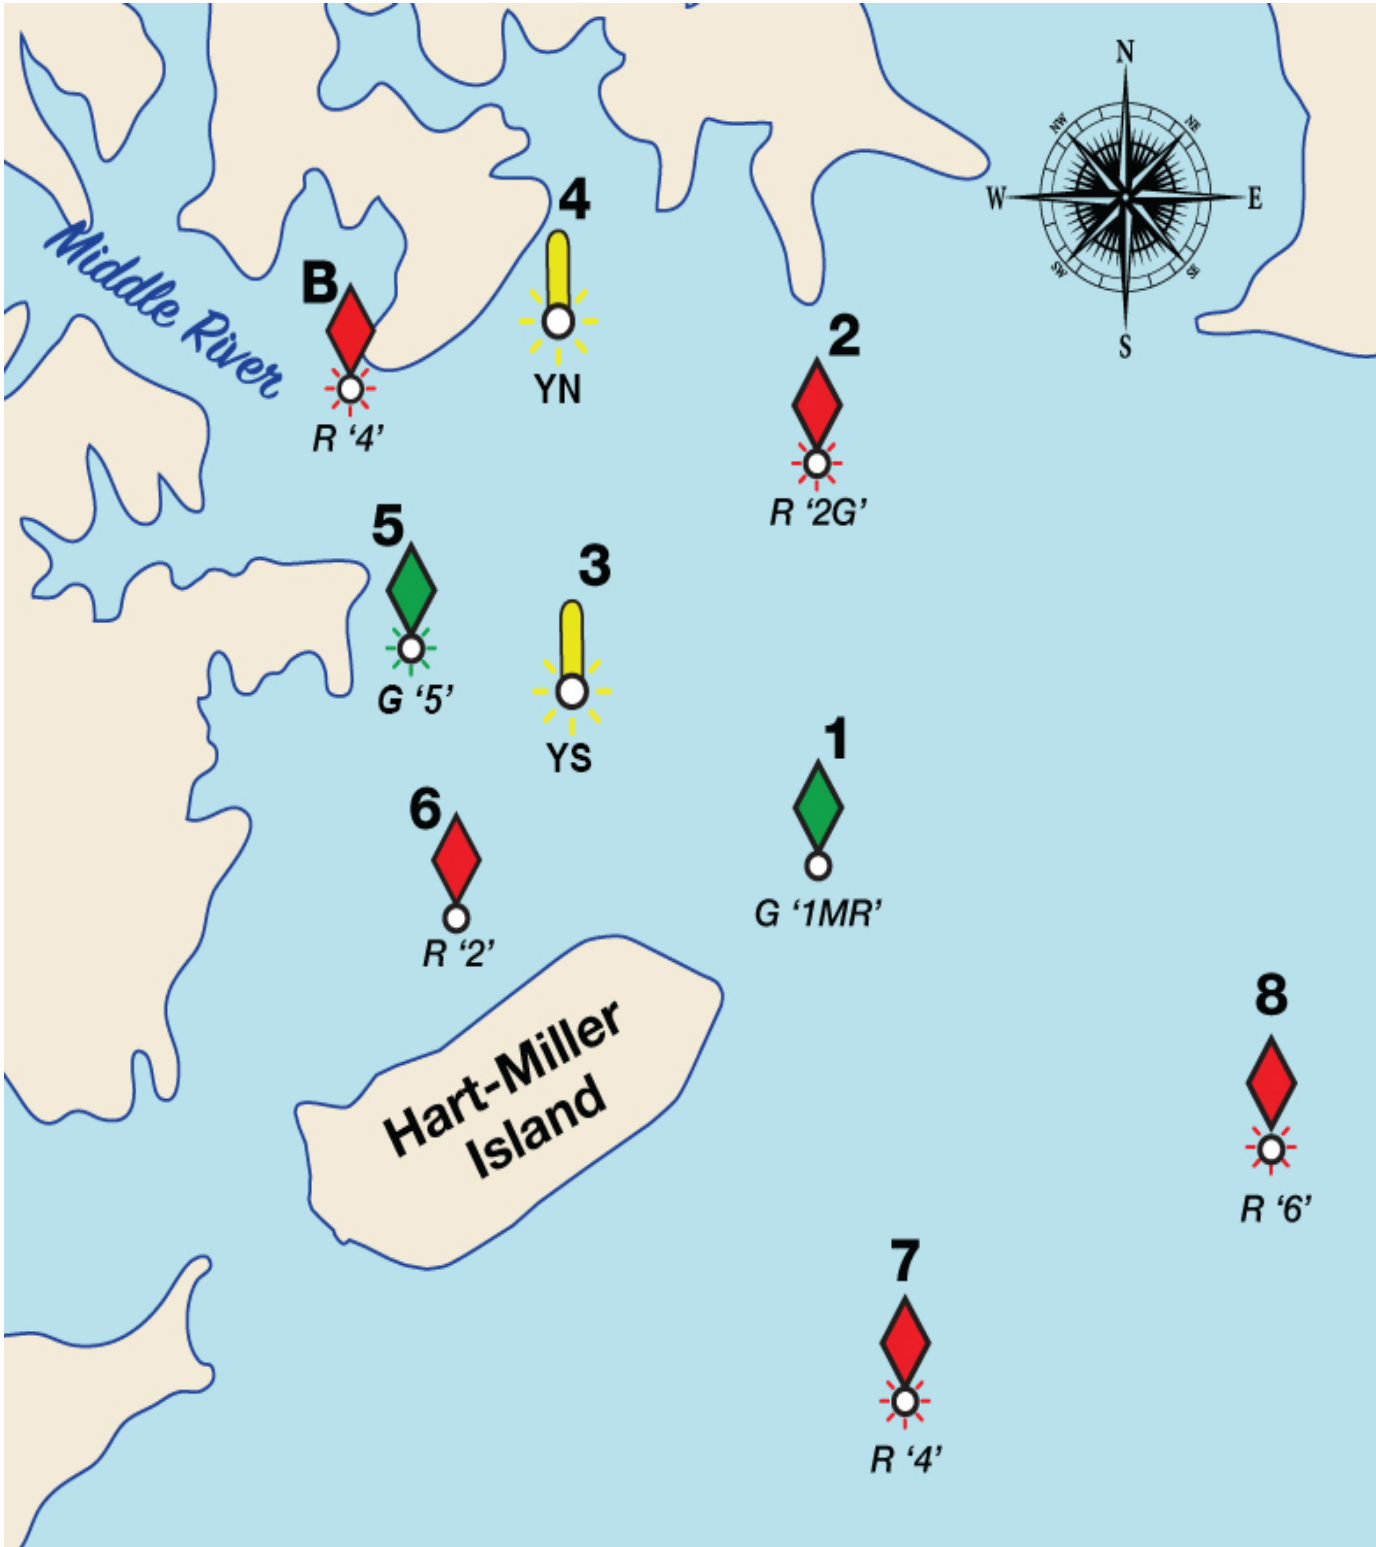 N
NW
NE
W
E
SW
SE
S
Middle River
4
YN
B
R ‘4’
2
R ‘2G’
5
G ‘5’
3
YS
1
G ‘1MR’
6
R ‘2’
Hart-Miller
Island
8
R ‘6’
7
R ‘4’